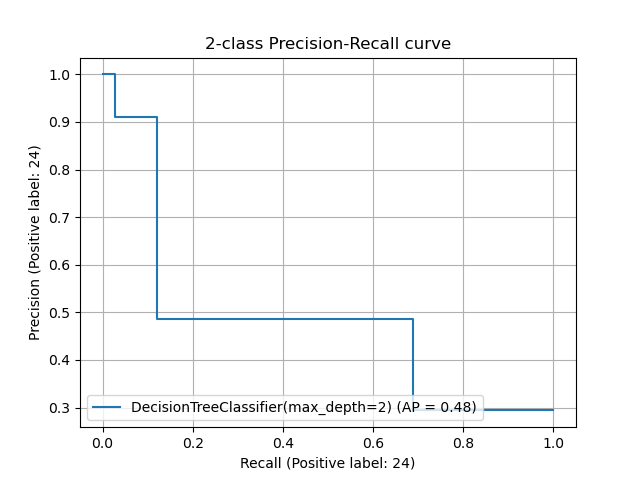 2-class Precision-Recall curve
Precision (Positive label: 24)
1.0
0.9
0.8
0.7
0.6
0.5
0.4
0.3
DecisionTreeClassifier(max_depth=2) (AP = 0.48)
0.0 0.2 0.4 0.6 0.8 1.0
Recall (Positive label: 24)